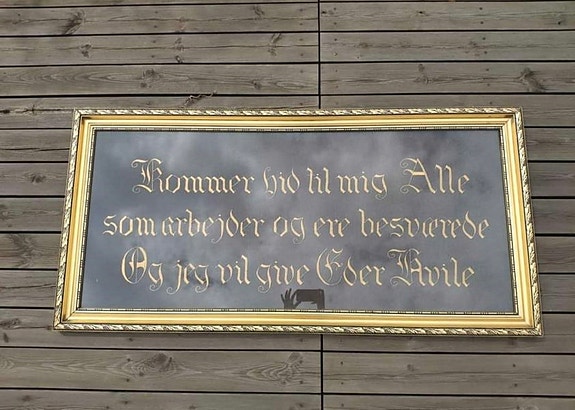 Kommer hid til mig Alle
som arbejder og ere besværede
Og jeg vil give Eder Hvile